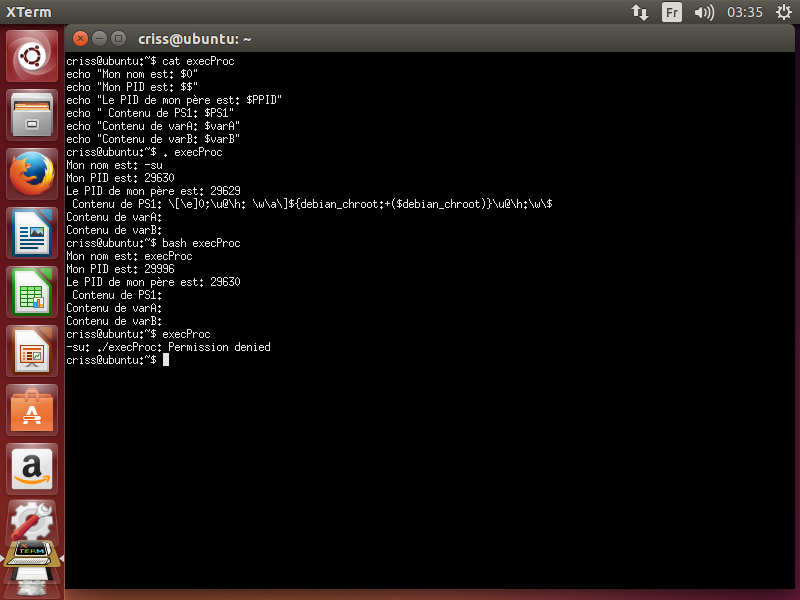 XTerm
Fr
03:35
criss@ubuntu: ~
criss@ubuntu:~$ cat execProc
echo "Mon nom est: $0"
echo "Mon PID est: $$"
echo "Le PID de mon père est: $PPID"
echo " Contenu de PS1: $PS1"
echo "Contenu de varA: $varA"
echo "Contenu de varB: $varB"
criss@ubuntu:~$ . execProc
Mon nom est: -su
Mon PID est: 29630
Le PID de mon père est: 29629
 Contenu de PS1: \[\e]0;\u@\h: \w\a\]${debian_chroot:+($debian_chroot)}\u@\h:\w\$
Contenu de varA:
Contenu de varB:
criss@ubuntu:~$ bash execProc
Mon nom est: execProc
Mon PID est: 29996
Le PID de mon père est: 29630
 Contenu de PS1:
Contenu de varA:
Contenu de varB:
criss@ubuntu:~$ execProc
-su: ./execProc: Permission denied
criss@ubuntu:~$
A
a
X
TERM